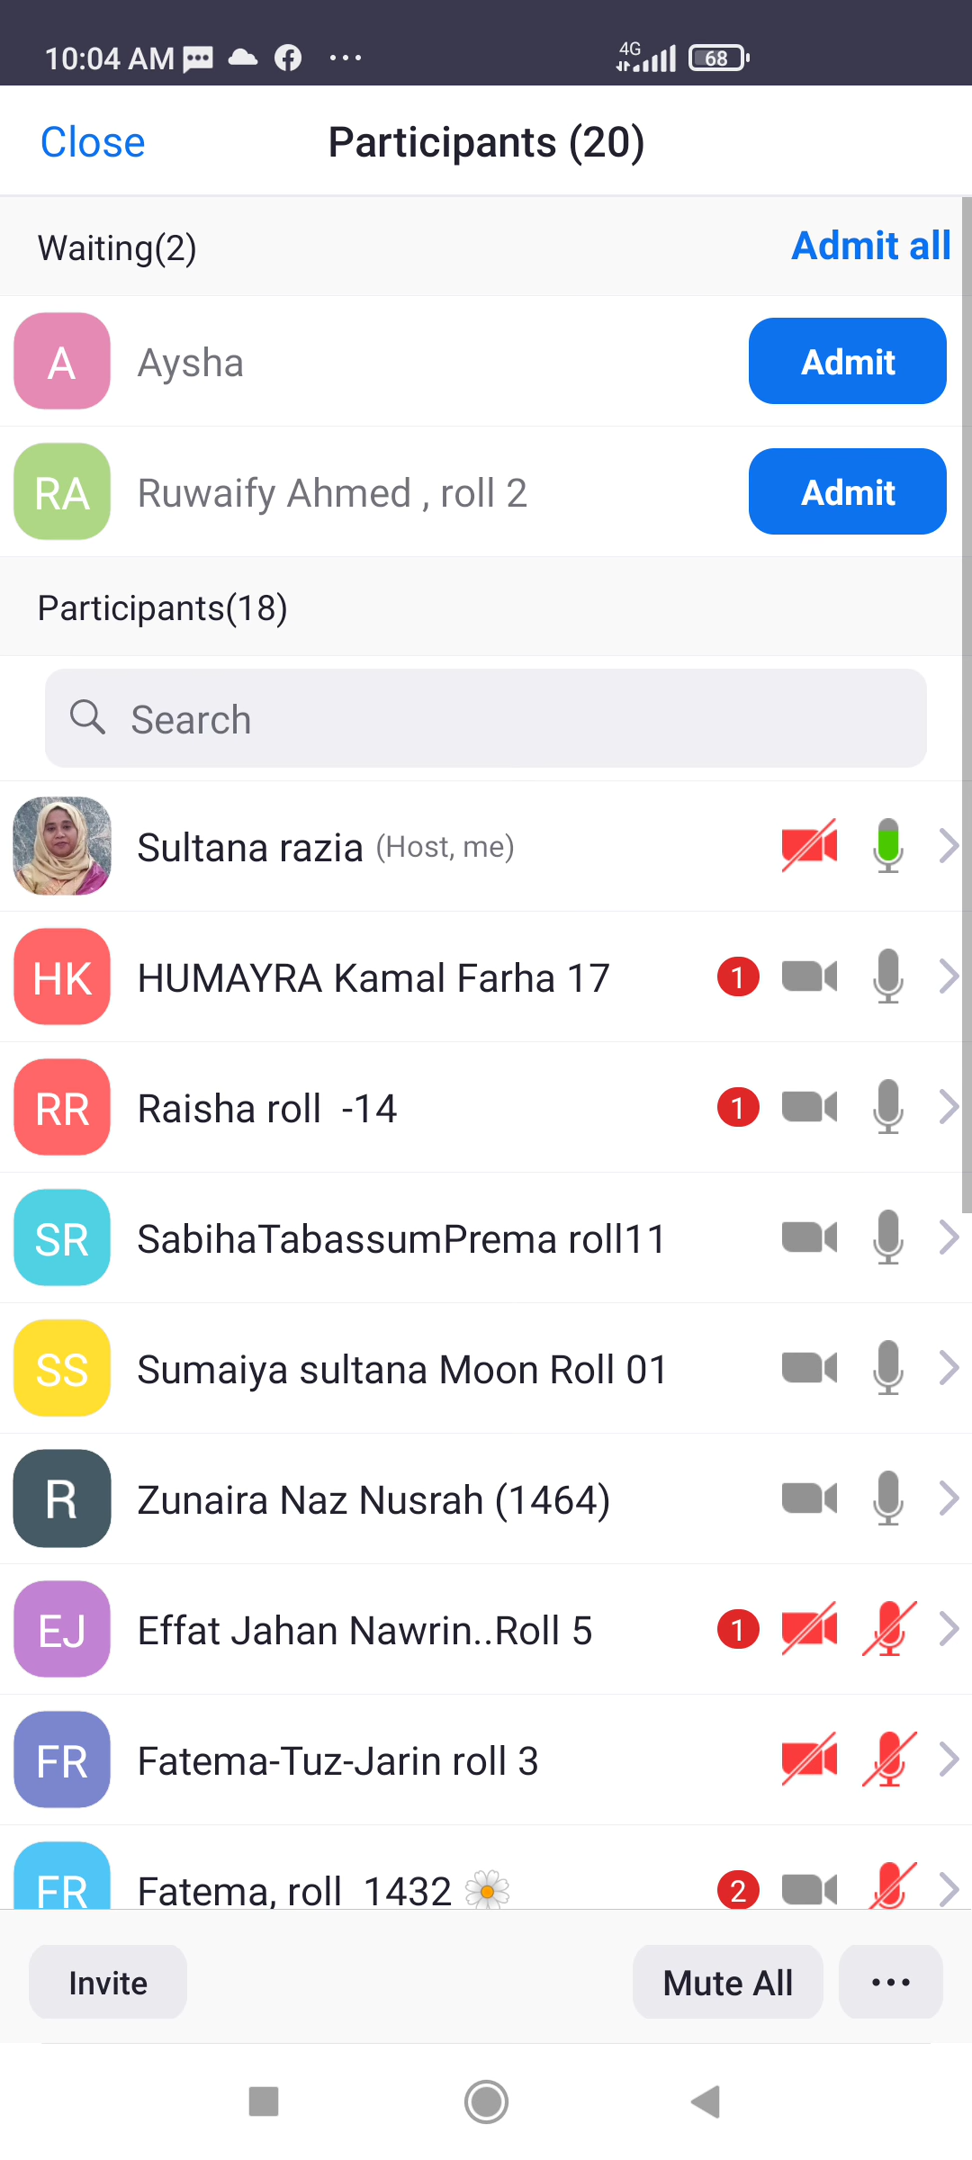 10:04 AM
4G
68
Close
Participants (20)
Waiting(2)
Admit all
A
Aysha
Admit
RA
Ruwaify Ahmed , roll 2
Admit
Participants(18)
Search
Sultana razia (Host, me)
HK
HUMAYRA Kamal Farha 17
1
RR
Raisha roll  -14
1
SR
SabihaTabassumPrema roll11
SS
Sumaiya sultana Moon Roll 01
R
Zunaira Naz Nusrah (1464)
EJ
Effat Jahan Nawrin..Roll 5
1
FR
Fatema-Tuz-Jarin roll 3
FR
Fatema, roll  1432 🌼
2
Invite
Mute All
...